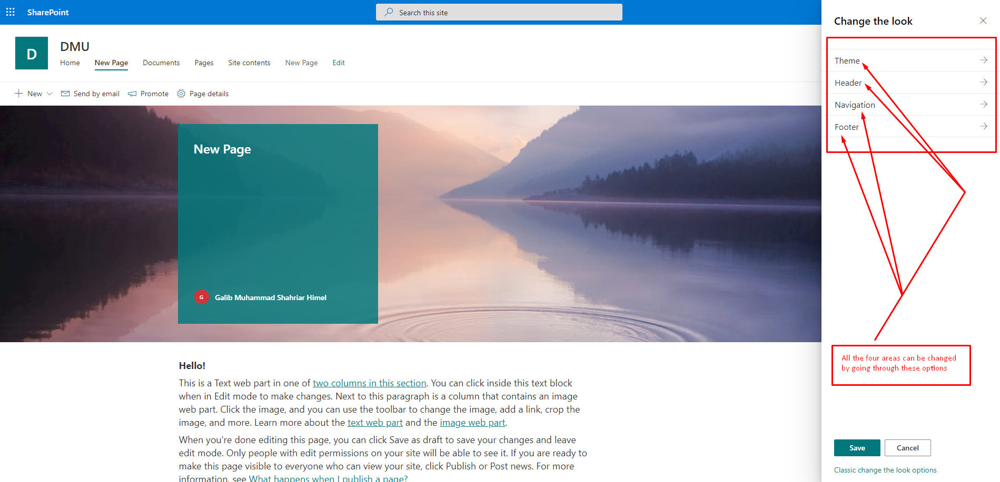 SharePoint
Search this site
D
DMU
Home New Page Documents Pages Site contents New Page Edit
New Send by email Promote Page details
New Page
G Galib Muhammad Shahriar Himel
Hello!
This is a Text web part in one of two columns in this section. You can click inside this text block
when in Edit mode to make changes. Next to this paragraph is a column that contains an image
web part. Click the image, and you can use the toolbar to change the image, add a link, crop the
image, and more. Learn more about the text web part and the image web part.
When you're done editing this page, you can click Save as draft to save your changes and leave
edit mode. Only people with edit permissions on your site will be able to see it. If you are ready to
make this page visible to everyone who can view your site, click Publish or Post news. For more
information, see What happens when I publish a page?
Change the look
Theme
Header
Navigation
Footer
All the four areas can be changed
by going through these options
Save Cancel
Classic change the look options